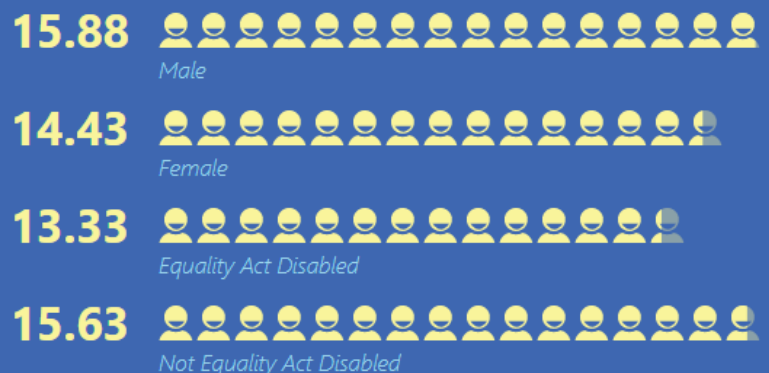 15.88
Male
14.43
Female
13.33
Equality Act Disabled
15.63
Not Equality Act Disabled